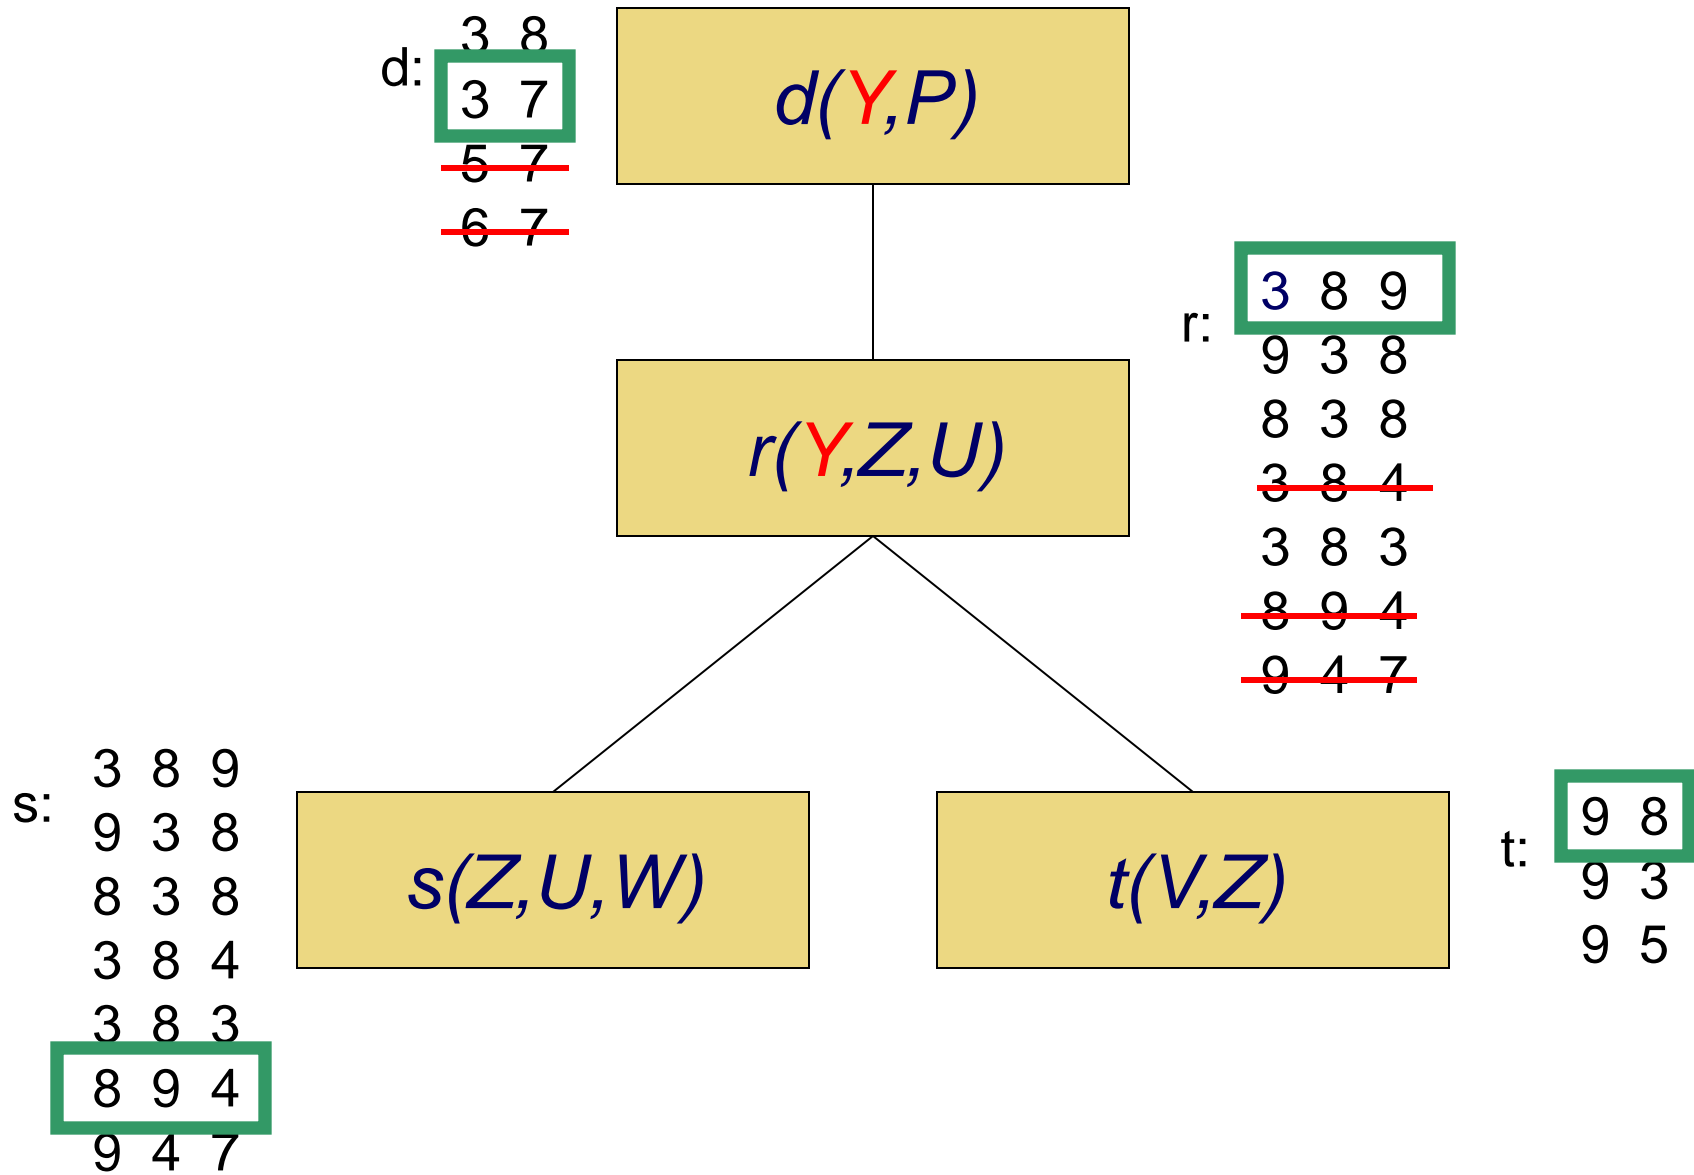 d:
3 8
3 7
5 7
6 7
d(Y,P)
r:
3 8 9
9 3 8
8 3 8
3 8 4
3 8 3
8 9 4
9 4 7
r(Y,Z,U)
s:
3 8 9
9 3 8
8 3 8
3 8 4
3 8 3
8 9 4
9 4 7
s(Z,U,W)
t(V,Z)
t:
9 8
9 3
9 5